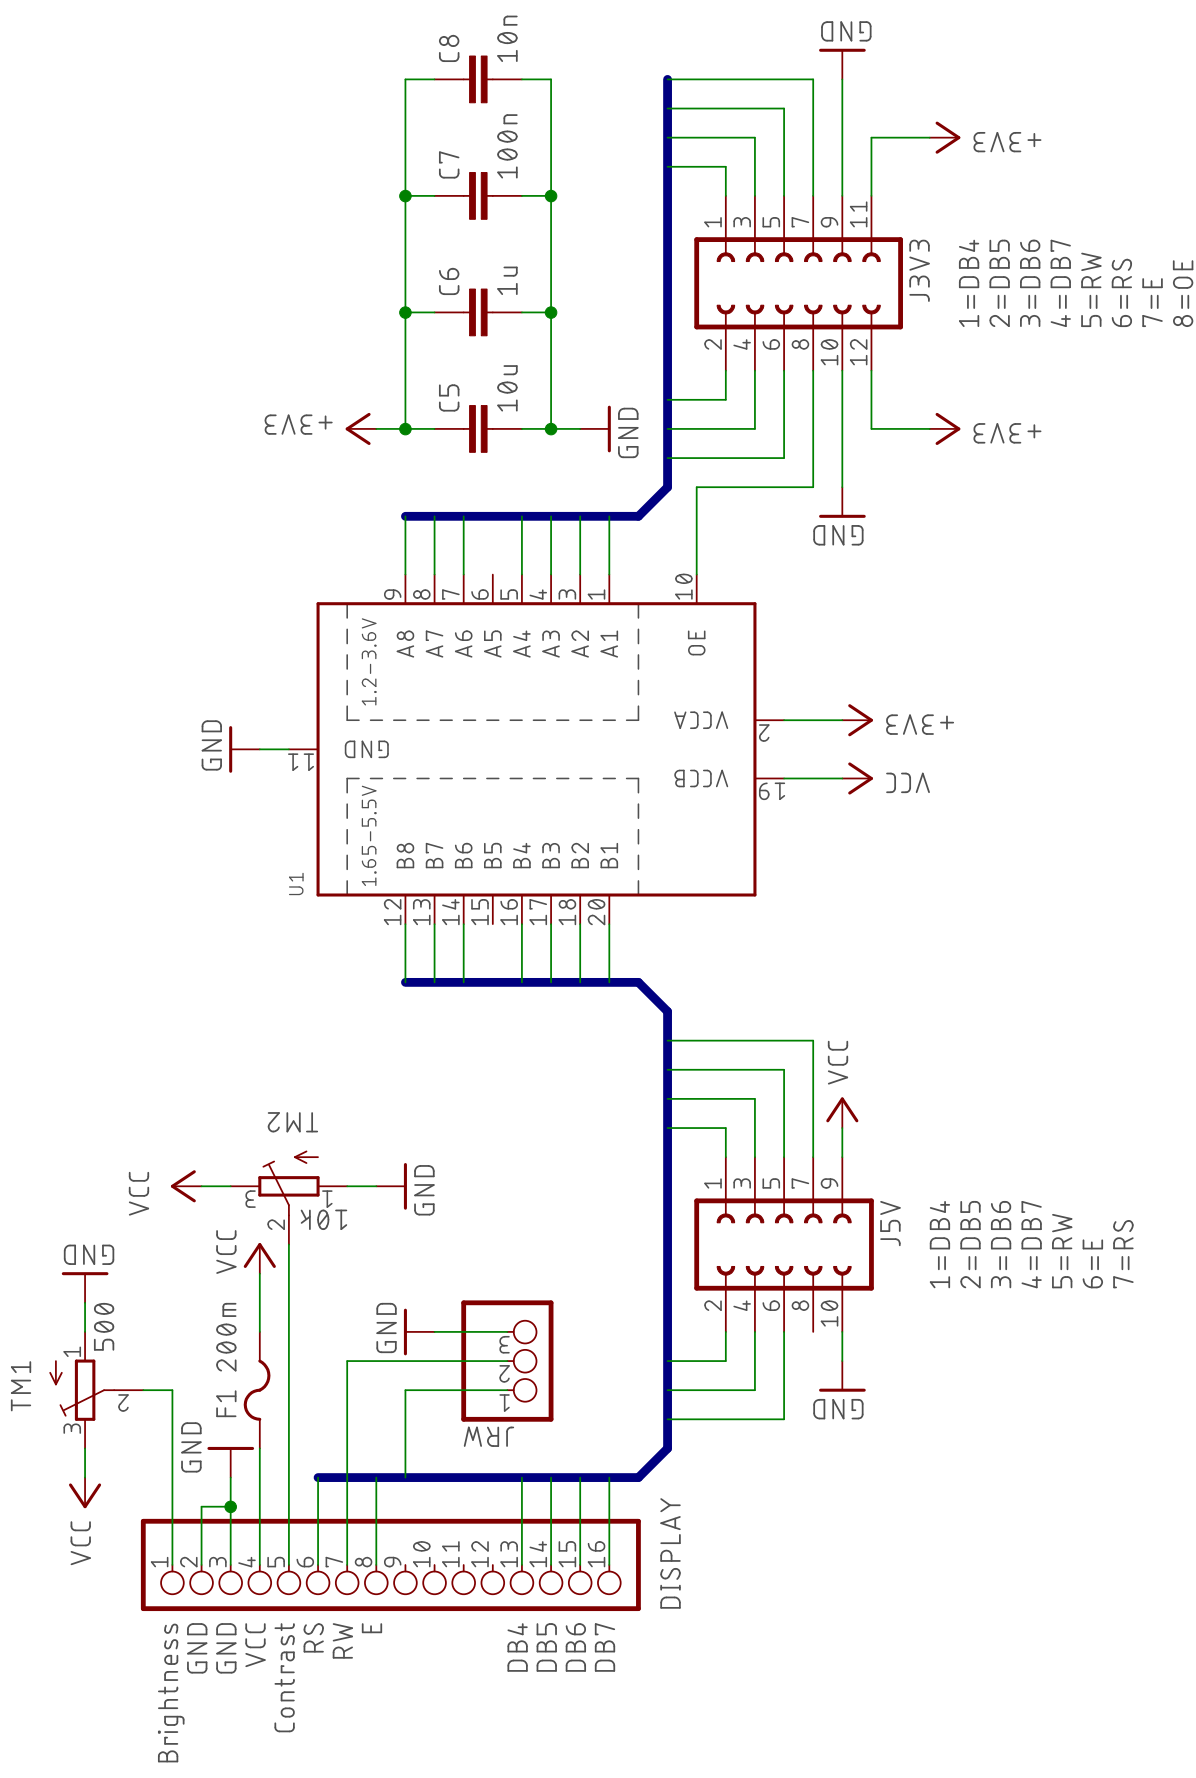 C8
10n
C7
100n
C6
1u
C5
10u
+3V3
GND
GND
+3V3
1
3
5
7
9
11
2
4
6
8
10
12
J3V3
1=DB4
2=DB5
3=DB6
4=DB7
5=RW
6=RS
7=E
8=OE
+3V3
GND
9
8
7
6
5
4
3
1
10
1.2-3.6V
A8
A7
A6
A5
A4
A3
A2
A1
OE
GND
11
GND
VCCA
2
+3V3
VCCB
19
VCC
1.65-5.5V
B8
B7
B6
B5
B4
B3
B2
B1
U1
12
13
14
15
16
17
18
20
VCC
TM2
VCC
3
1
10k
2
GND
VCC
1
3
5
7
9
2
4
6
8
10
J5V
1=DB4
2=DB5
3=DB6
4=DB7
5=RW
6=E
7=RS
GND
GND
TM1
1
500
3
2
VCC
F1
200m
GND
GND
3
2
1
JRW
1
2
3
4
5
6
7
8
9
10
11
12
13
14
15
16
DISPLAY
Brightness
GND
GND
VCC
Contrast
RS
RW
E
DB4
DB5
DB6
DB7